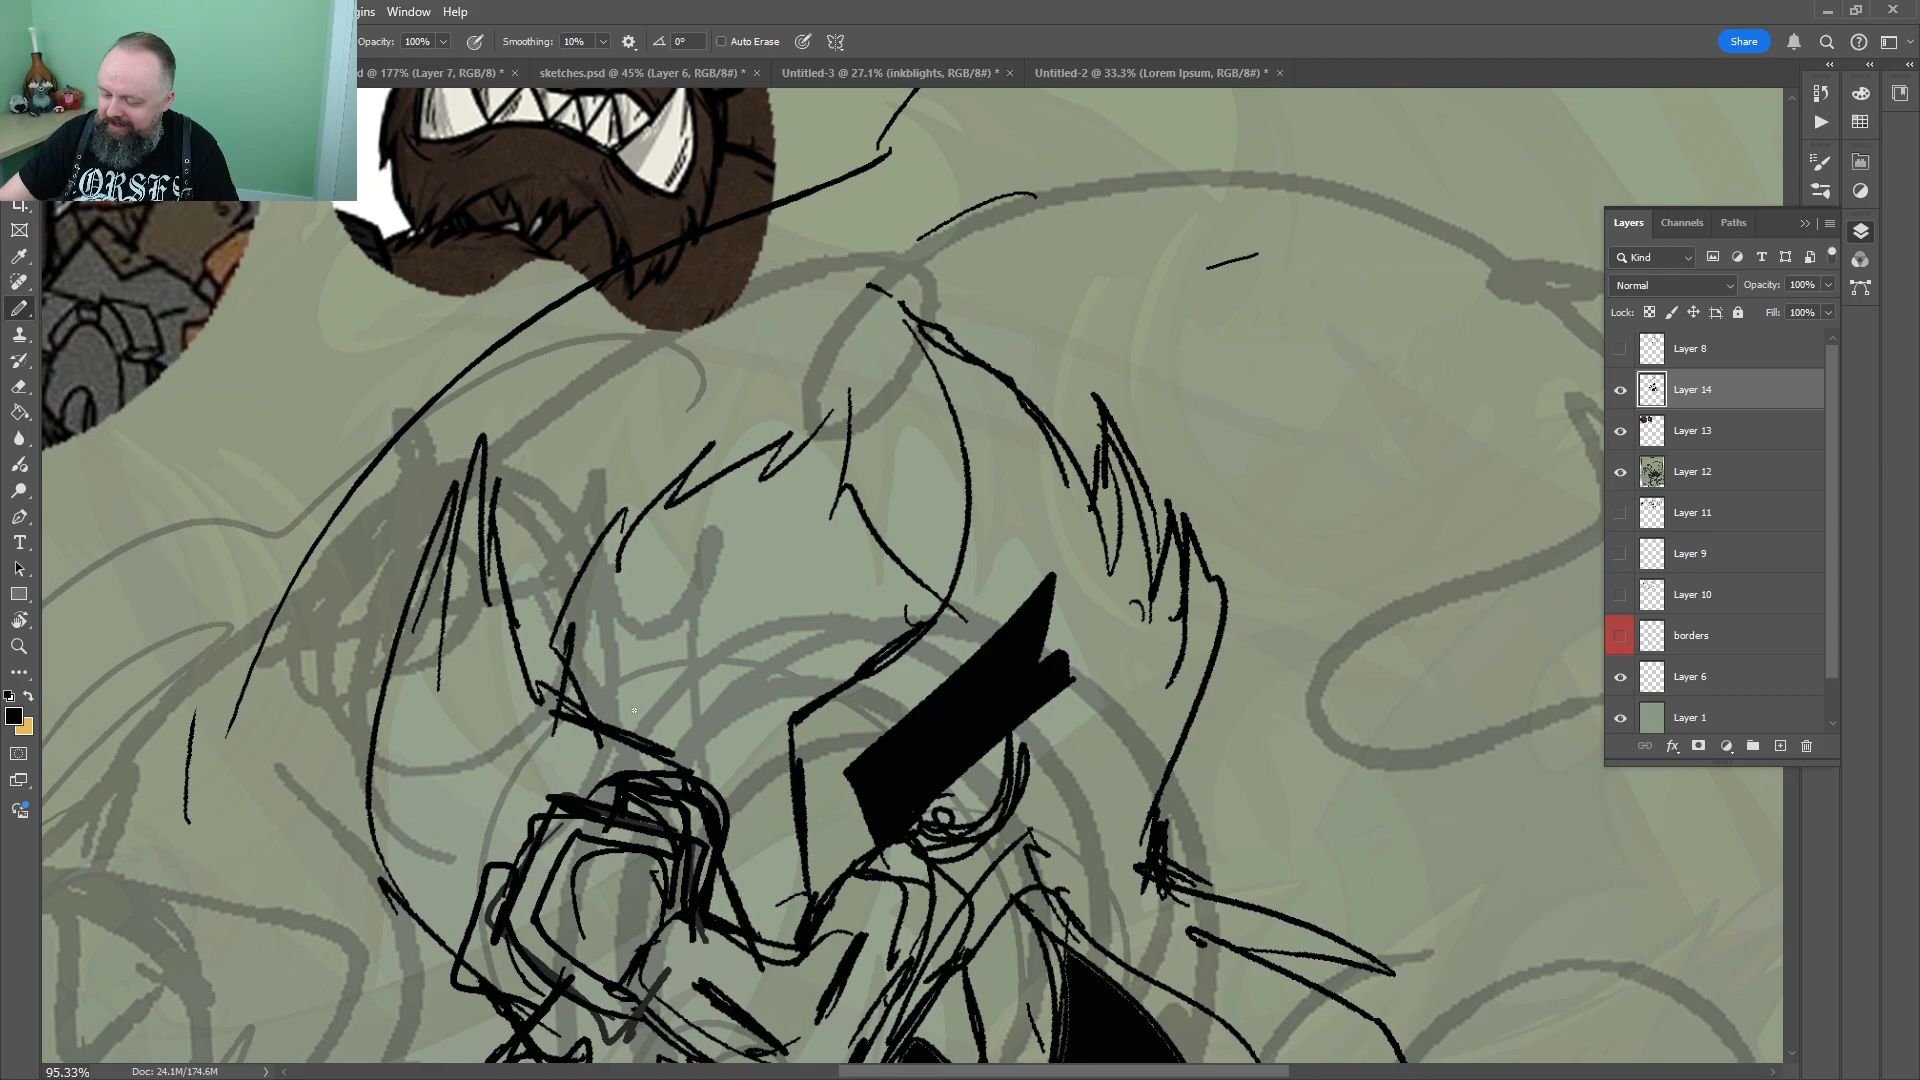 gins Window Help
Opacity: 100% Smoothing: 10% 0° Auto Erase Share
d @ 177% (Layer 7, RGB/8) * × sketches.psd @ 45% (Layer 6, RGB/8#) * × Untitled-3 @ 27.1% (inkblights, RGB/8#) * × Untitled-2 @ 33.3% (Lorem Ipsum, RGB/8#) * ×
Layers Channels Paths
Kind
Normal Opacity: 100%
Lock: Fill: 100%
Layer 8
Layer 14
Layer 13
Layer 12
Layer 11
Layer 9
Layer 10
borders
Layer 6
Layer 1
95.33% Doc: 24.1M/174.6M